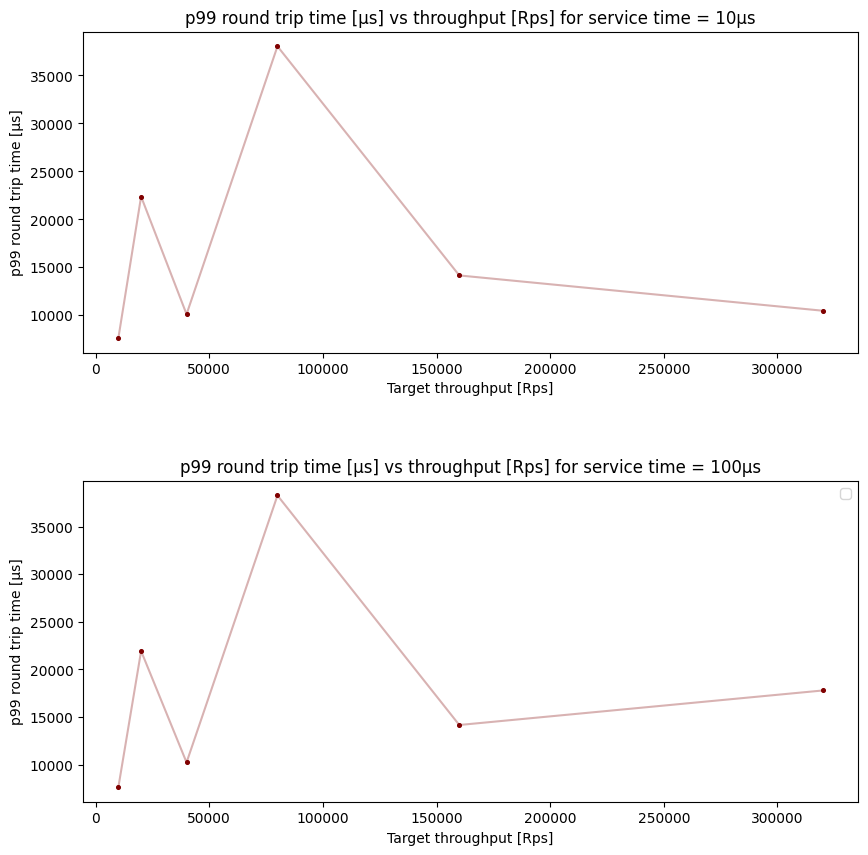 p99 round trip time [µs] vs throughput [Rps] for service time = 10µs
p99 round trip time [µs]
35000
30000
25000
20000
15000
10000
0 50000 100000 150000 200000 250000 300000
Target throughput [Rps]
p99 round trip time [µs] vs throughput [Rps] for service time = 100µs
p99 round trip time [µs]
35000
30000
25000
20000
15000
10000
0 50000 100000 150000 200000 250000 300000
Target throughput [Rps]